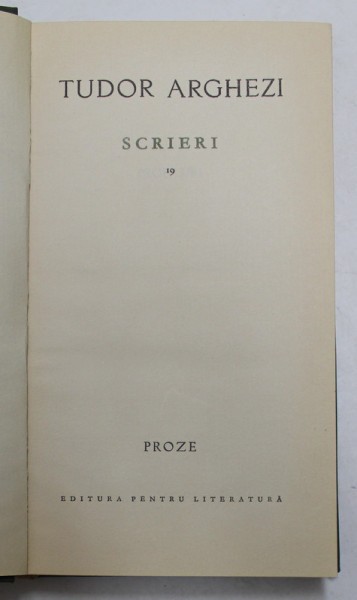 TUDOR ARGHEZI
SCRIERI
19
PROZE
EDITURA PENTRU LITERATURĂ